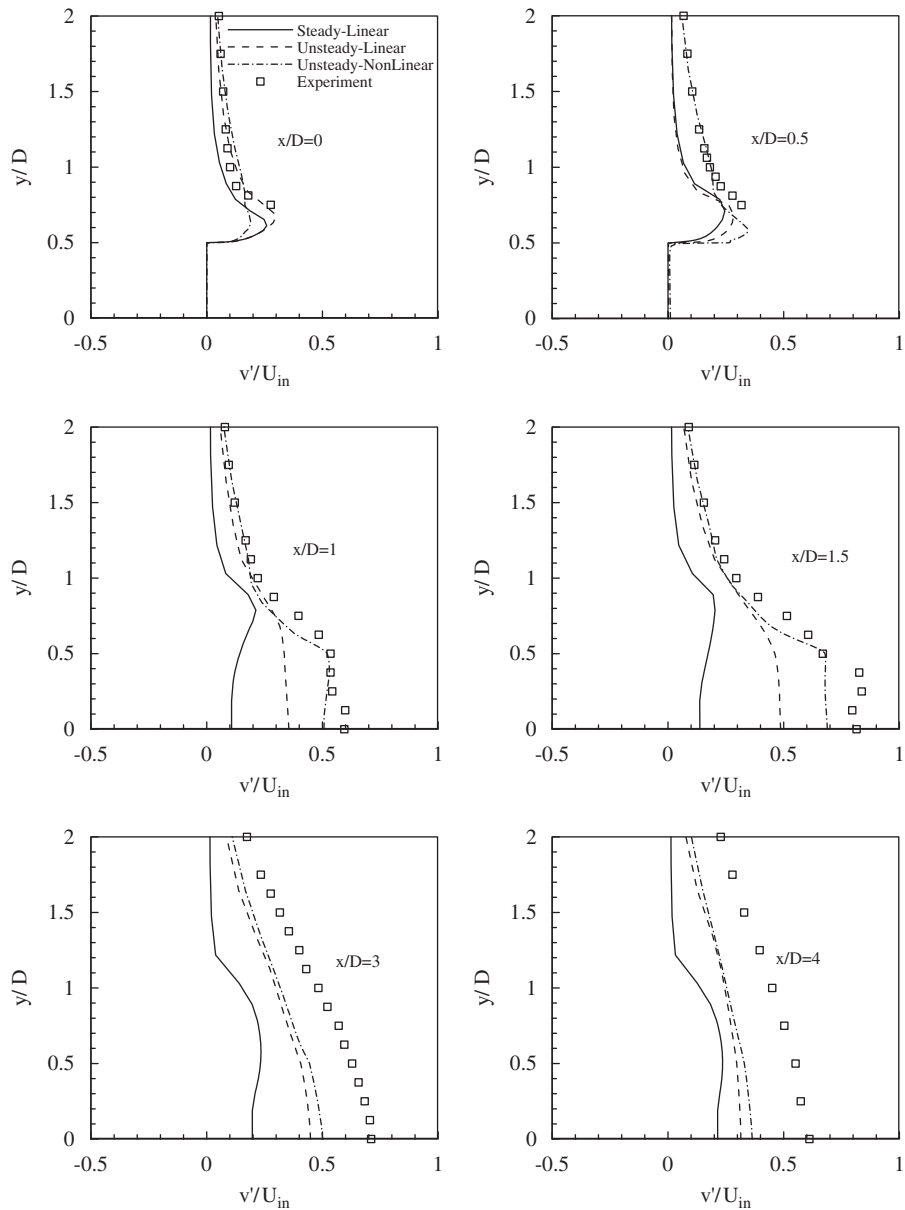 2
Steady-Linear
Unsteady-Linear
Unsteady-NonLinear
Experiment
1.5
x/D=0
y/D
1
0.5
0
-0.5 0 0.5 1
v'/U_in
2
1.5
x/D=0.5
y/D
1
0.5
0
-0.5 0 0.5 1
v'/U_in
2
1.5
x/D=1
y/D
1
0.5
0
-0.5 0 0.5 1
v'/U_in
2
1.5
x/D=1.5
y/D
1
0.5
0
-0.5 0 0.5 1
v'/U_in
2
1.5
x/D=3
y/D
1
0.5
0
-0.5 0 0.5 1
v'/U_in
2
1.5
x/D=4
y/D
1
0.5
0
-0.5 0 0.5 1
v'/U_in